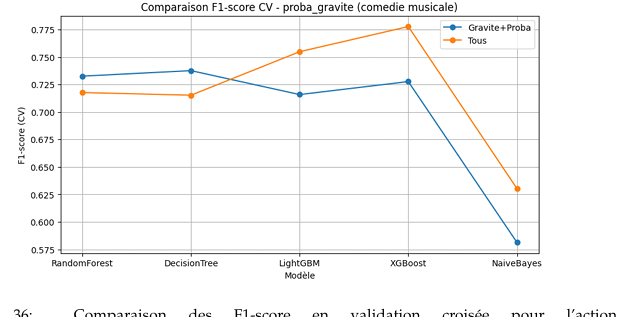 Comparaison F1-score CV - proba_gravite (comedie musicale)
Gravite+Proba
Tous
F1-score (CV)
0.775
0.750
0.725
0.700
0.675
0.650
0.625
0.600
0.575
RandomForest DecisionTree LightGBM XGBoost NaiveBayes
Modèle
36: Comparaison des F1-score en validation croisée pour l'action